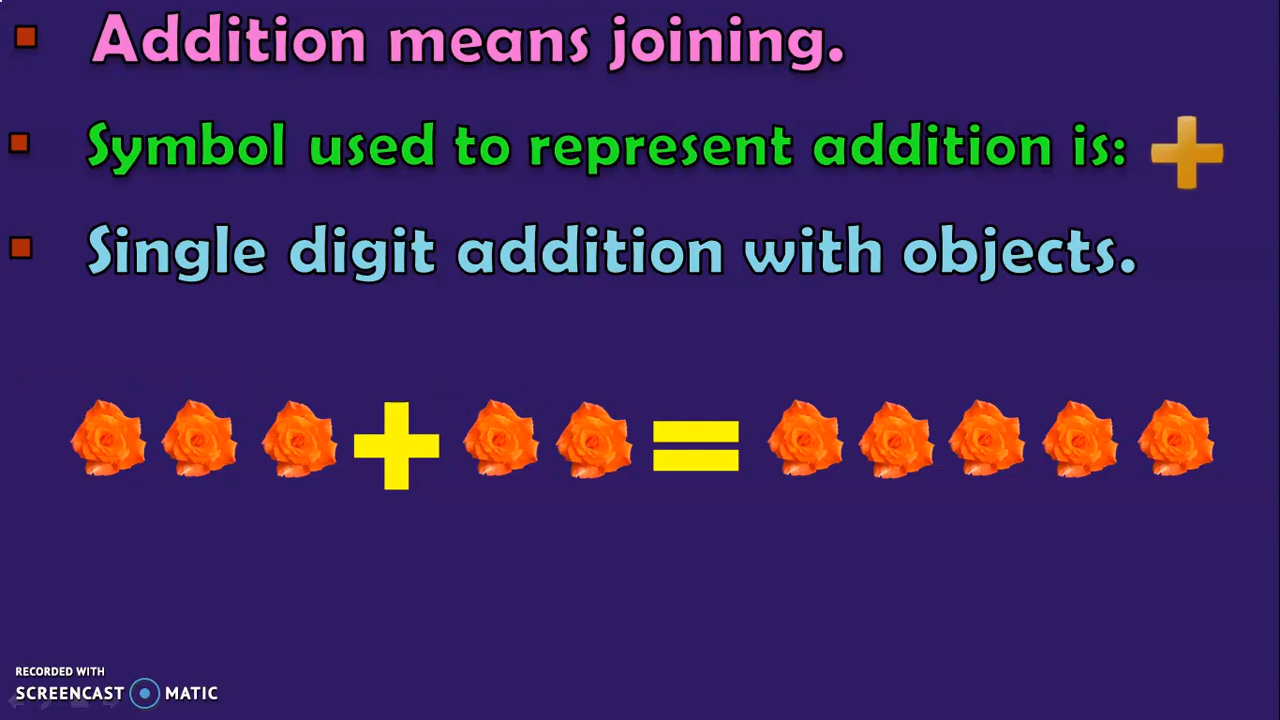 Addition means joining.
Symbol used to represent addition is: +
Single digit addition with objects.
+ =
RECORDED WITH
SCREENCAST MATIC